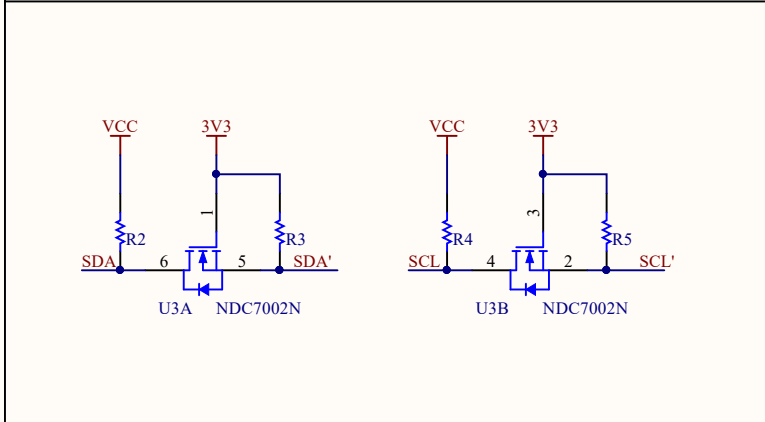 VCC 3V3 VCC 3V3
1 3
R2 R3 R4 R5
SDA 6 5 SDA' SCL 4 2 SCL'
U3A NDC7002N U3B NDC7002N